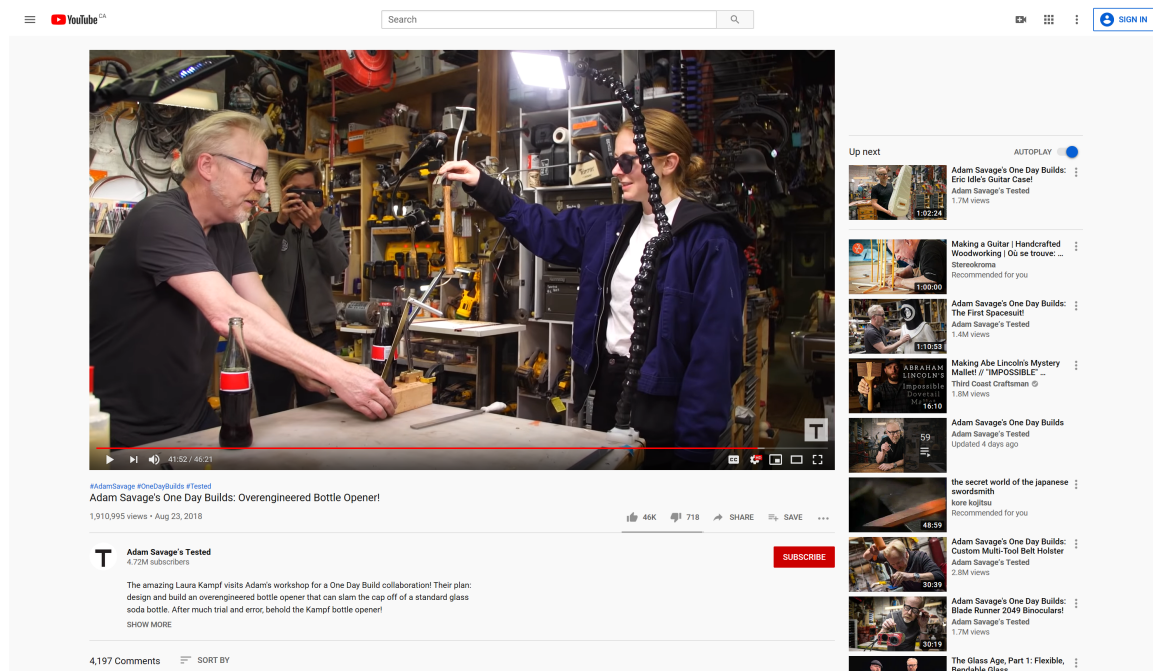 YouTube CA
Search
SIGN IN
T
41:52 / 46:21
CC
HD
#AdamSavage #OneDayBuilds #Tested
Adam Savage's One Day Builds: Overengineered Bottle Opener!
1,910,995 views • Aug 23, 2018
46K
718
SHARE
SAVE
T
Adam Savage's Tested
4.72M subscribers
SUBSCRIBE
The amazing Laura Kampf visits Adam's workshop for a One Day Build collaboration! Their plan:
design and build an overengineered bottle opener that can slam the cap off of a standard glass
soda bottle. After much trial and error, behold the Kampf bottle opener!
SHOW MORE
4,197 Comments
SORT BY
Up next
AUTOPLAY
1:02:24
Adam Savage's One Day Builds:
Eric Idle's Guitar Case!
Adam Savage's Tested
1.7M views
1:00:00
Making a Guitar | Handcrafted
Woodworking | Où se trouve: ...
Stereokroma
Recommended for you
1:10:53
Adam Savage's One Day Builds:
The First Spacesuit!
Adam Savage's Tested
1.4M views
ABRAHAM
LINCOLN'S
Impossible
Dovetail
Mallet
16:10
Making Abe Lincoln's Mystery
Mallet! // "IMPOSSIBLE" ...
Third Coast Craftsman
1.8M views
59
Adam Savage's One Day Builds
Adam Savage's Tested
Updated 4 days ago
48:59
the secret world of the japanese
swordsmith
kore kojitsu
Recommended for you
30:39
Adam Savage's One Day Builds:
Custom Multi-Tool Belt Holster
Adam Savage's Tested
2.8M views
30:19
Adam Savage's One Day Builds:
Blade Runner 2049 Binoculars!
Adam Savage's Tested
1.7M views
The Glass Age, Part 1: Flexible,
Bendable Glass